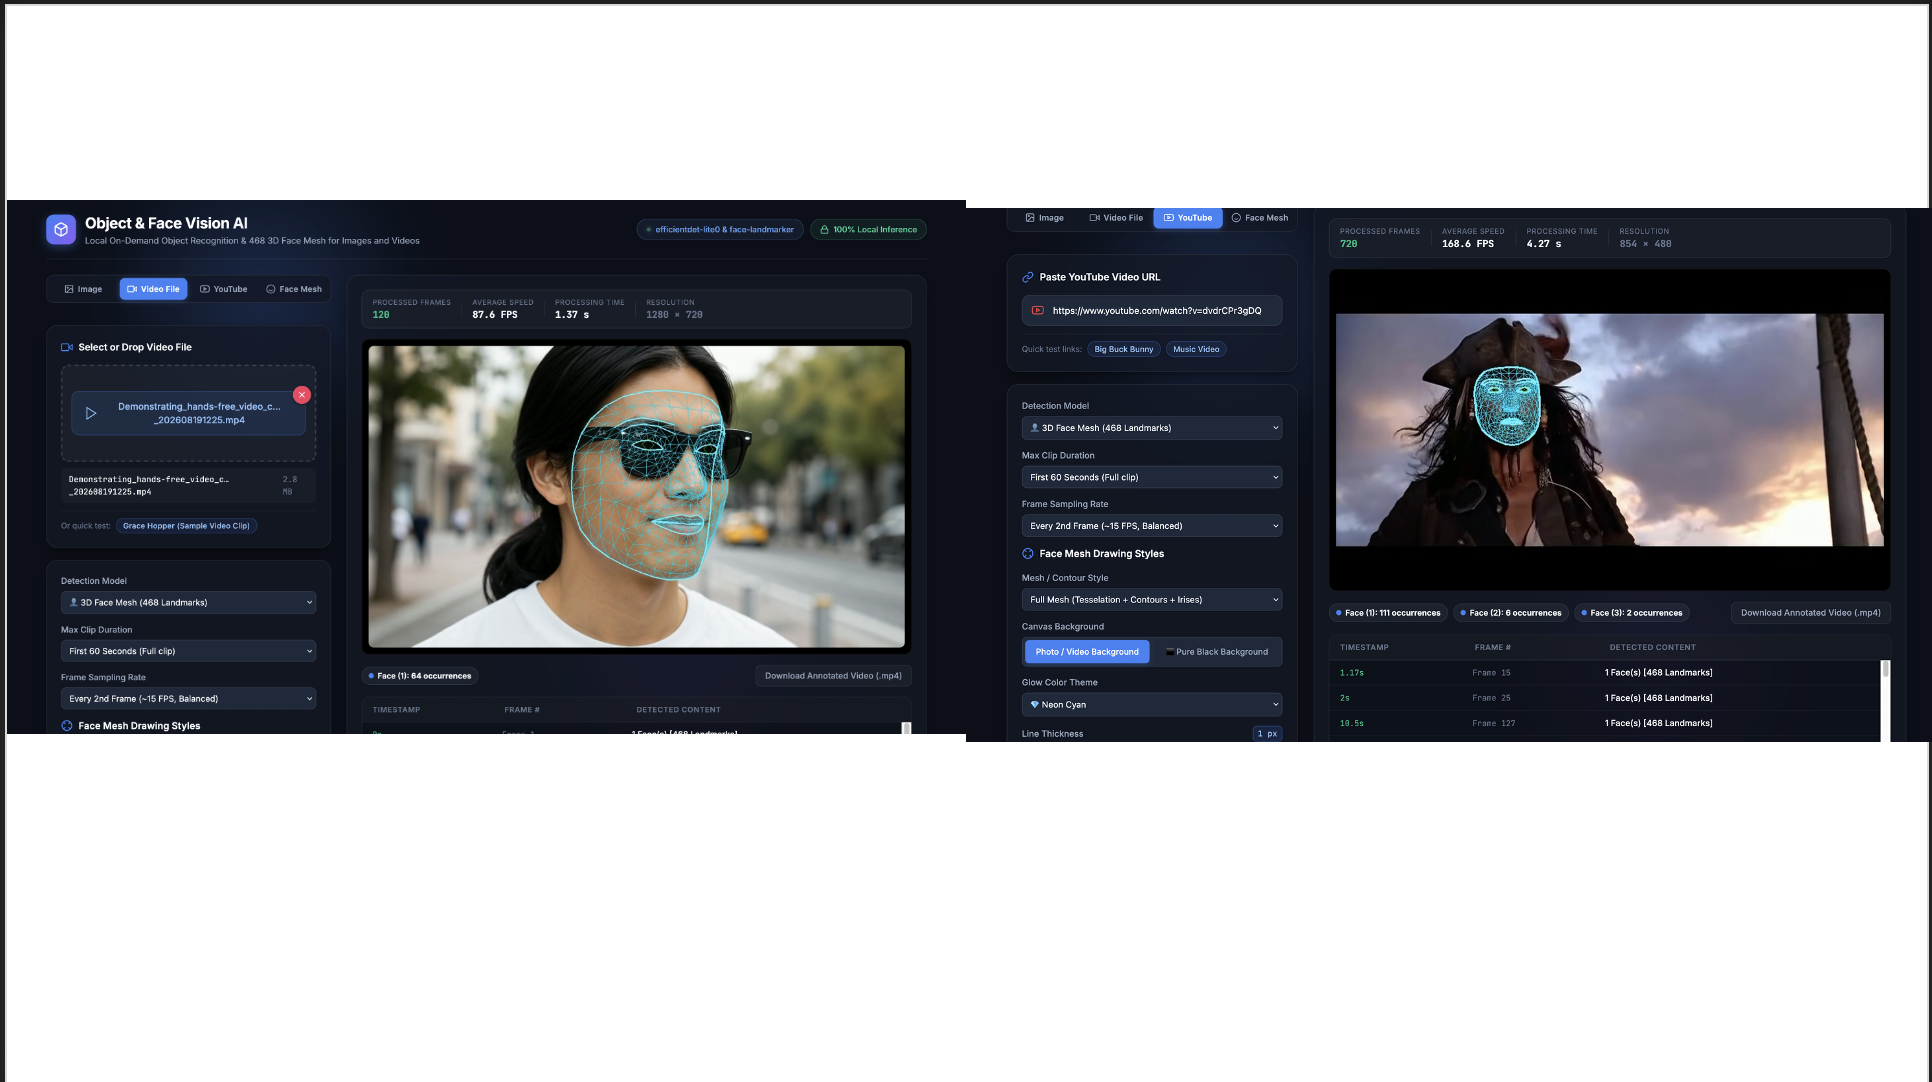 Object & Face Vision AI
Local On-Demand Object Recognition & 468 3D Face Mesh for Images and Videos
efficientdet-lite0 & face-landmarker
100% Local Inference
Image
Video File
YouTube
Face Mesh
Select or Drop Video File
Demonstrating_hands-free_video_c...
_202608191225.mp4
Demonstrating_hands-free_video_c…
_202608191225.mp4
2.8
MB
Or quick test:
Grace Hopper (Sample Video Clip)
Detection Model
3D Face Mesh (468 Landmarks)
Max Clip Duration
First 60 Seconds (Full clip)
Frame Sampling Rate
Every 2nd Frame (~15 FPS, Balanced)
Face Mesh Drawing Styles
PROCESSED FRAMES
120
AVERAGE SPEED
87.6 FPS
PROCESSING TIME
1.37 s
RESOLUTION
1280 × 720
Face (1): 64 occurrences
Download Annotated Video (.mp4)
TIMESTAMP
FRAME #
DETECTED CONTENT
Image
Video File
YouTube
Face Mesh
Paste YouTube Video URL
https://www.youtube.com/watch?v=dvdrCPr3gDQ
Quick test links:
Big Buck Bunny
Music Video
Detection Model
3D Face Mesh (468 Landmarks)
Max Clip Duration
First 60 Seconds (Full clip)
Frame Sampling Rate
Every 2nd Frame (~15 FPS, Balanced)
Face Mesh Drawing Styles
Mesh / Contour Style
Full Mesh (Tesselation + Contours + Irises)
Canvas Background
Photo / Video Background
Pure Black Background
Glow Color Theme
Neon Cyan
Line Thickness
1 px
PROCESSED FRAMES
720
AVERAGE SPEED
168.6 FPS
PROCESSING TIME
4.27 s
RESOLUTION
854 × 480
Face (1): 111 occurrences
Face (2): 6 occurrences
Face (3): 2 occurrences
Download Annotated Video (.mp4)
TIMESTAMP
FRAME #
DETECTED CONTENT
1.17s
Frame 15
1 Face(s) [468 Landmarks]
2s
Frame 25
1 Face(s) [468 Landmarks]
10.5s
Frame 127
1 Face(s) [468 Landmarks]